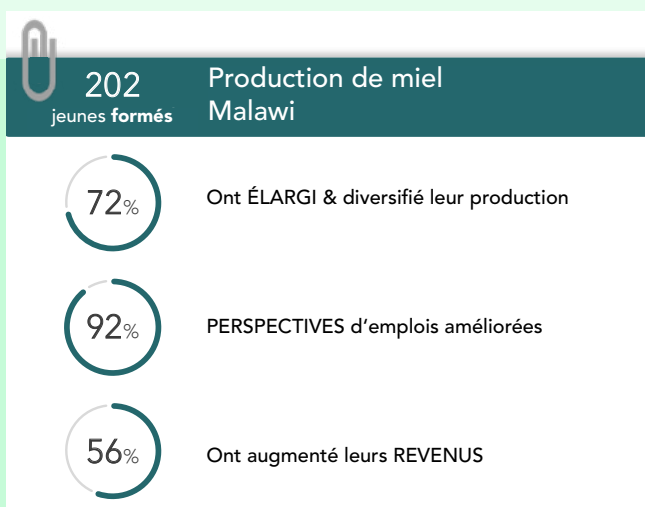 202
jeunes formés
Production de miel
Malawi
72%
Ont ÉLARGI & diversifié leur production
92%
PERSPECTIVES d’emplois améliorées
56%
Ont augmenté leurs REVENUS